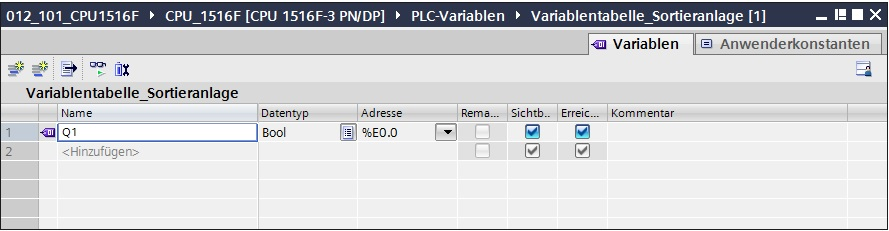 012_101_CPU1516F ▸ CPU_1516F [CPU 1516F-3 PN/DP] ▸ PLC-Variablen ▸ Variablentabelle_Sortieranlage [1]
Variablen Anwenderkonstanten
Variablentabelle_Sortieranlage
Name Datentyp Adresse Rema... Sichtb.. Erreic... Kommentar
1 Q1 Bool %E0.0
2 <Hinzufügen>